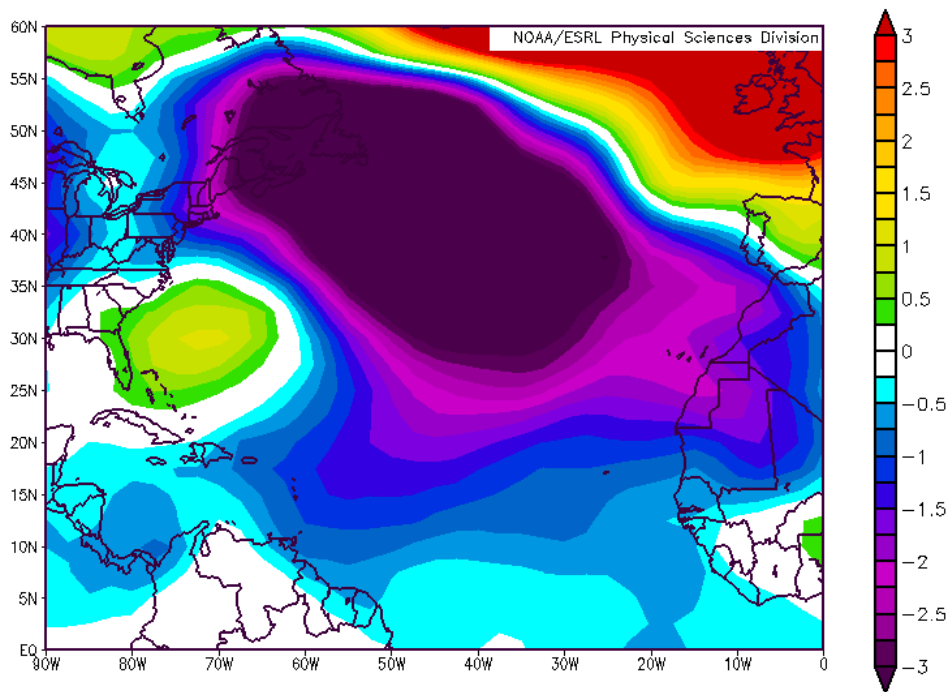 NOAA/ESRL Physical Sciences Division
60N
55N
50N
45N
40N
35N
30N
25N
20N
15N
10N
5N
EQ
90W 80W 70W 60W 50W 40W 30W 20W 10W 0
3
2.5
2
1.5
1
0.5
0
-0.5
-1
-1.5
-2
-2.5
-3